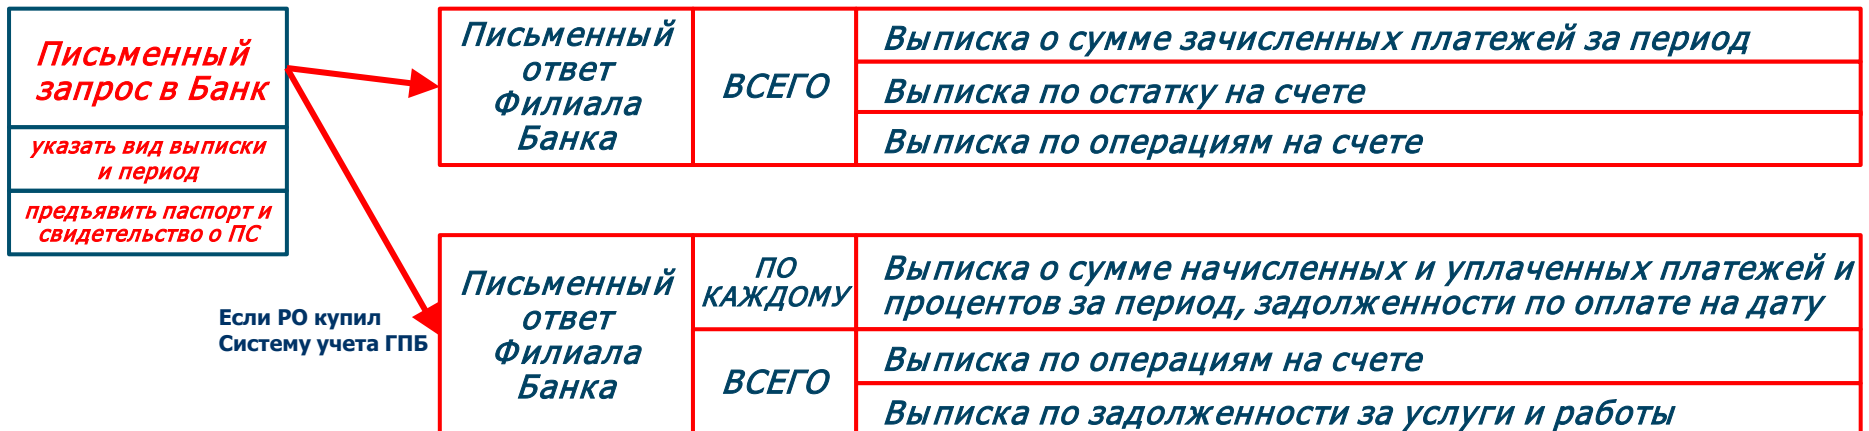 Письменный
запрос в Банк
указать вид выписки
и период
предъявить паспорт и
свидетельство о ПС
Письменный
ответ
Филиала
Банка
ВСЕГО
Выписка о сумме зачисленных платежей за период
Выписка по остатку на счете
Выписка по операциям на счете
Если РО купил
Систему учета ГПБ
Письменный
ответ
Филиала
Банка
ПО
КАЖДОМУ
Выписка о сумме начисленных и уплаченных платежей и
процентов за период, задолженности по оплате на дату
ВСЕГО
Выписка по операциям на счете
Выписка по задолженности за услуги и работы